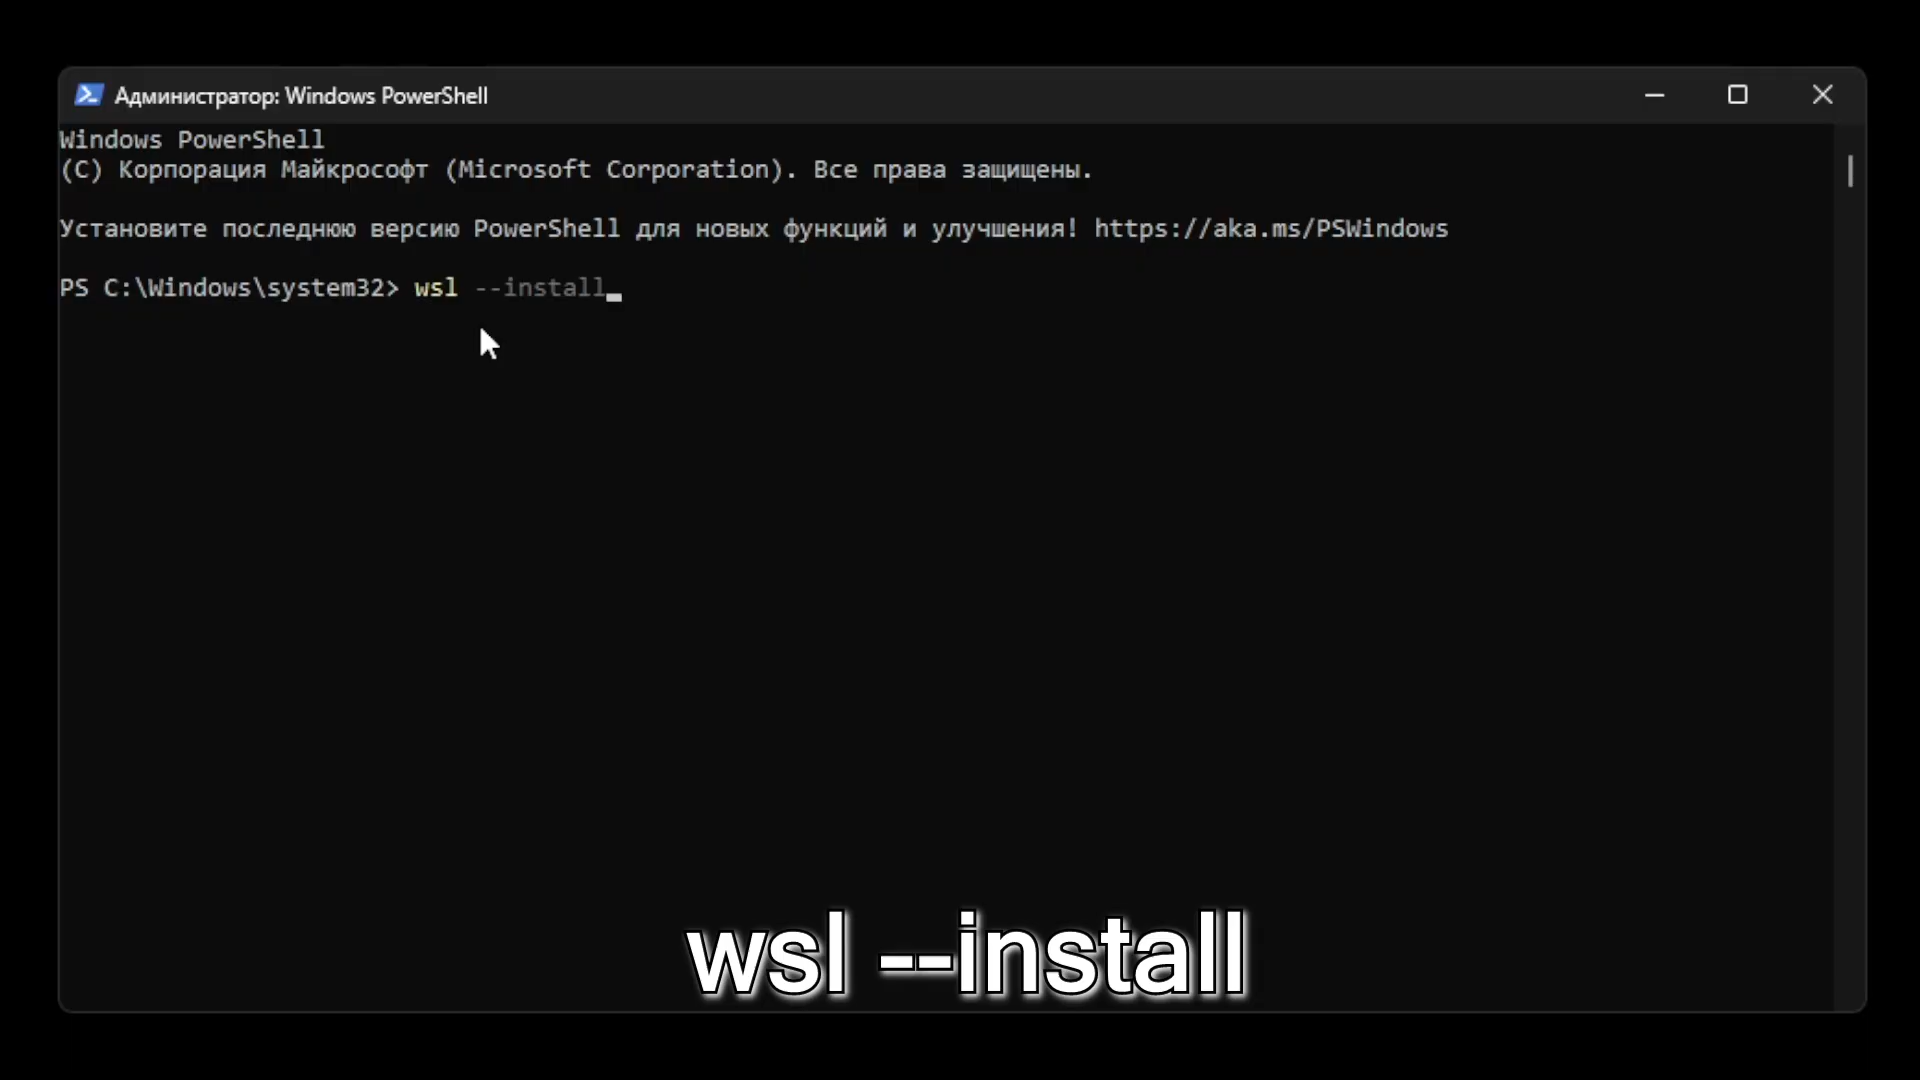 Администратор: Windows PowerShell
Windows PowerShell
(C) Корпорация Майкрософт (Microsoft Corporation). Все права защищены.
Установите последнюю версию PowerShell для новых функций и улучшения! https://aka.ms/PSWindows
PS C:\Windows\system32> wsl --install
wsl --install